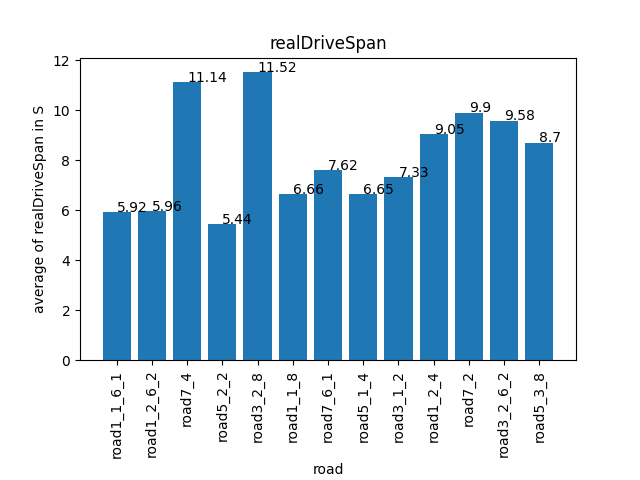 realDriveSpan
average of realDriveSpan in S
12
10
8
6
4
2
0
5.92
5.96
11.14
5.44
11.52
6.66
7.62
6.65
7.33
9.05
9.9
9.58
8.7
road1_1_6_1
road1_2_6_2
road7_4
road5_2_2
road3_2_8
road1_1_8
road7_6_1
road5_1_4
road3_1_2
road1_2_4
road7_2
road3_2_6_2
road5_3_8
road